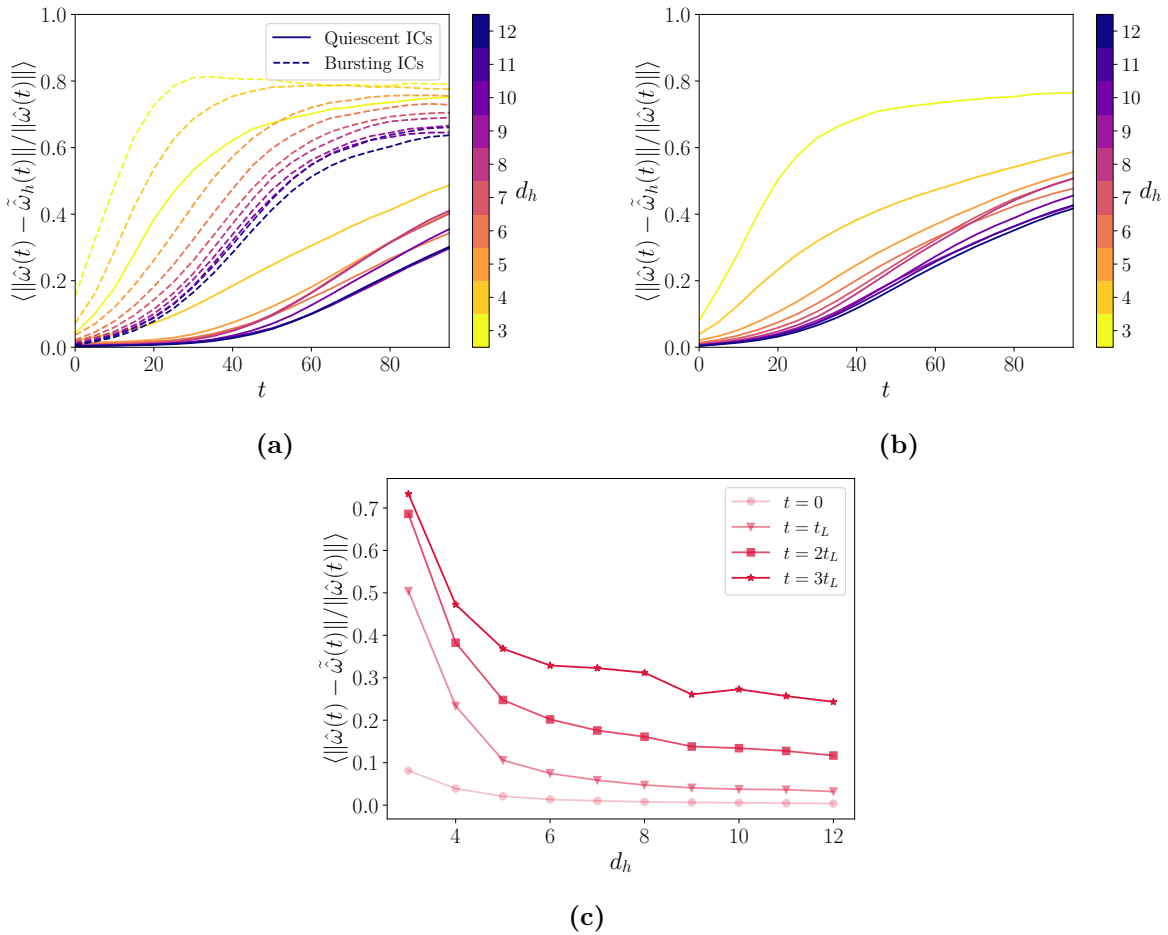 ⟨||ω̂(t) − ω̃̂_h(t)||/||ω̂(t)||⟩
1.0
0.8
0.6
0.4
0.2
0.0
0 20 40 60 80
t
Quiescent ICs
Bursting ICs
12
11
10
9
8
7
6
5
4
3
d_h
(a)
⟨||ω̂(t) − ω̃̂_h(t)||/||ω̂(t)||⟩
1.0
0.8
0.6
0.4
0.2
0.0
0 20 40 60 80
t
12
11
10
9
8
7
6
5
4
3
d_h
(b)
⟨||ω̂(t) − ω̃̂(t)||/||ω̂(t)||⟩
0.7
0.6
0.5
0.4
0.3
0.2
0.1
0.0
4 6 8 10 12
d_h
t = 0
t = t_L
t = 2t_L
t = 3t_L
(c)